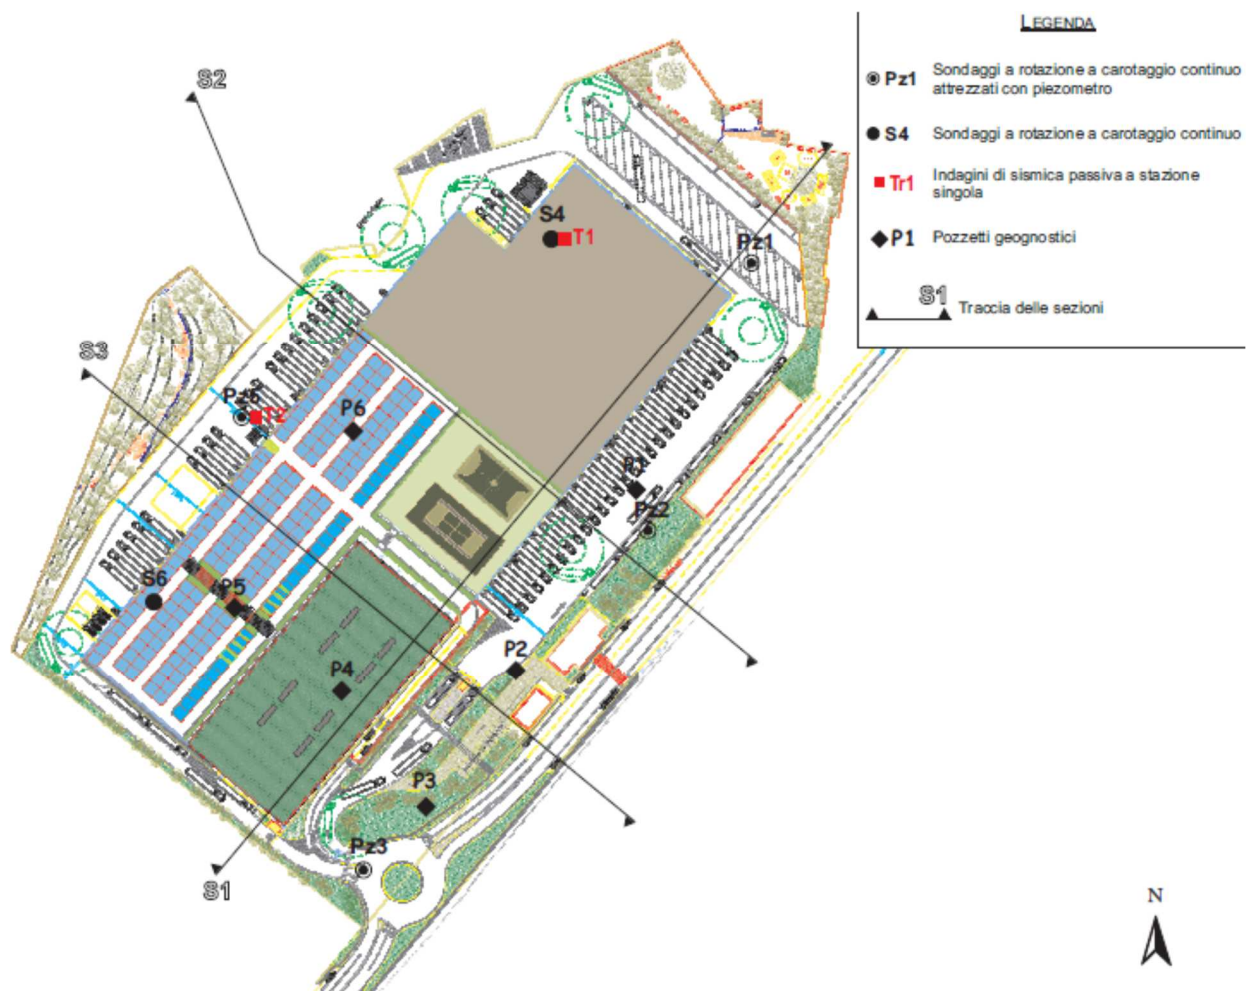 LEGENDA
Pz1 Sondaggi a rotazione a carotaggio continuo
attrezzati con piezometro
S4 Sondaggi a rotazione a carotaggio continuo
Tr1 Indagini di sismica passiva a stazione
singola
P1 Pozzetti geognostici
S1 Traccia delle sezioni
S2
S4
T1
Pz1
S3
Pz5
T2
P6
P1
Pz2
S6
P5
P2
P4
P3
Pz3
S1
N